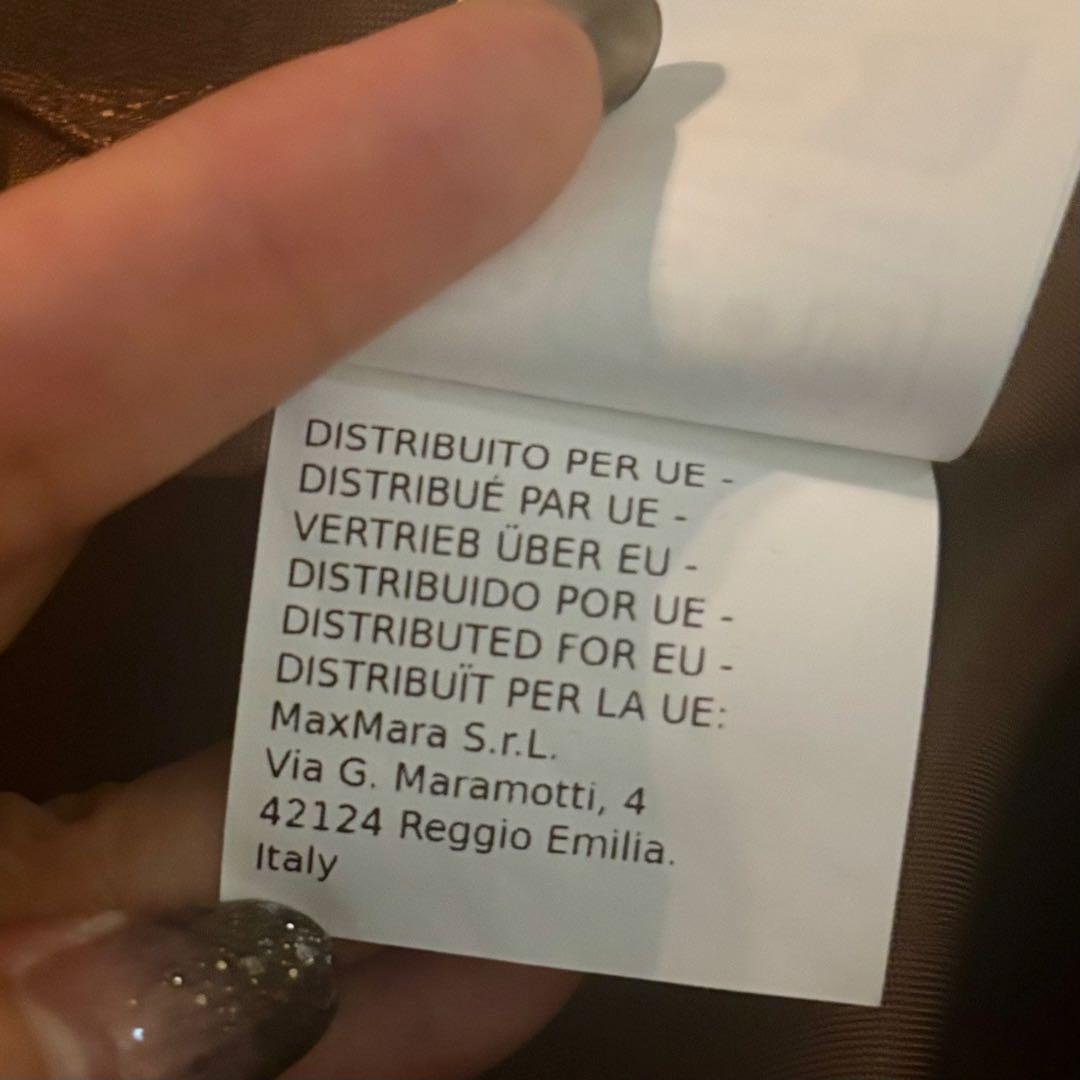 DISTRIBUITO PER UE -
DISTRIBUÉ PAR UE -
VERTRIEB ÜBER EU -
DISTRIBUIDO POR UE -
DISTRIBUTED FOR EU -
DISTRIBUÏT PER LA UE:
MaxMara S.r.L.
Via G. Maramotti, 4
42124 Reggio Emilia.
Italy